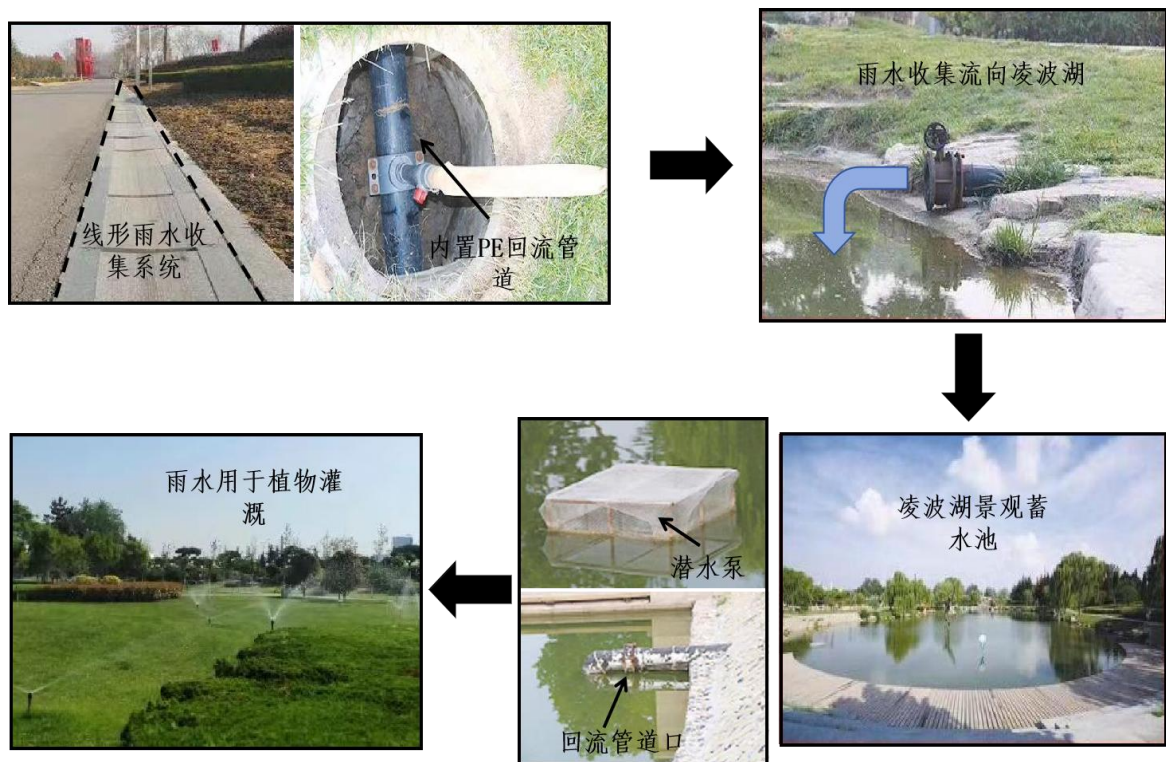 线形雨水收
集系统
内置PE回流管
道
雨水收集流向凌波湖
雨水用于植物灌
溉
潜水泵
回流管道口
凌波湖景观蓄
水池